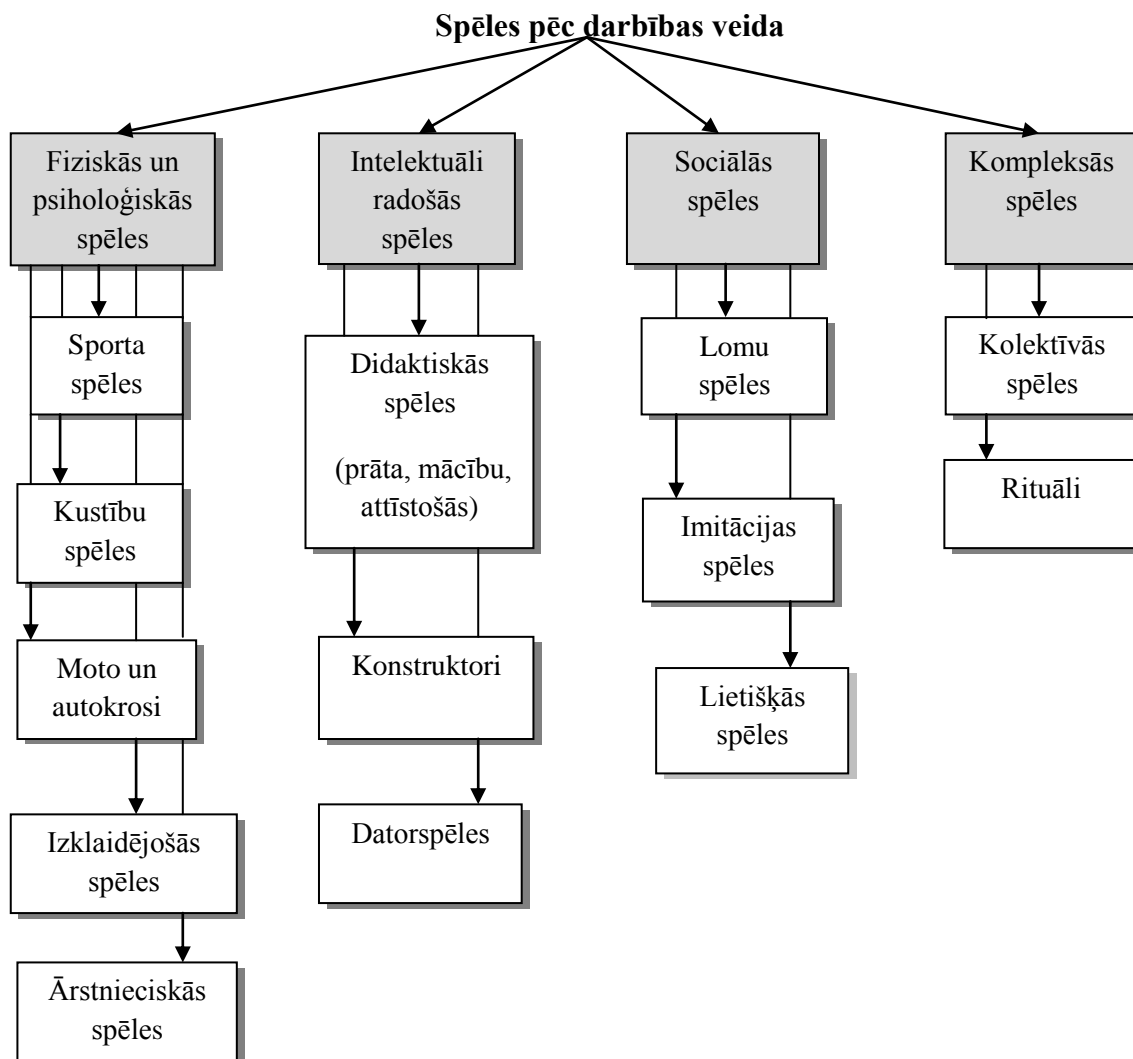 Spēles pēc darbības veida
Fiziskās un
psiholoģiskās
spēles
Intelektuāli
radošās
spēles
Sociālās
spēles
Kompleksās
spēles
Sporta
spēles
Kustību
spēles
Moto un
autokrosi
Izklaidējošās
spēles
Ārstnieciskās
spēles
Didaktiskās
spēles
(prāta, mācību,
attīstošās)
Konstruktori
Datorspēles
Lomu
spēles
Imitācijas
spēles
Lietišķās
spēles
Kolektīvās
spēles
Rituāli